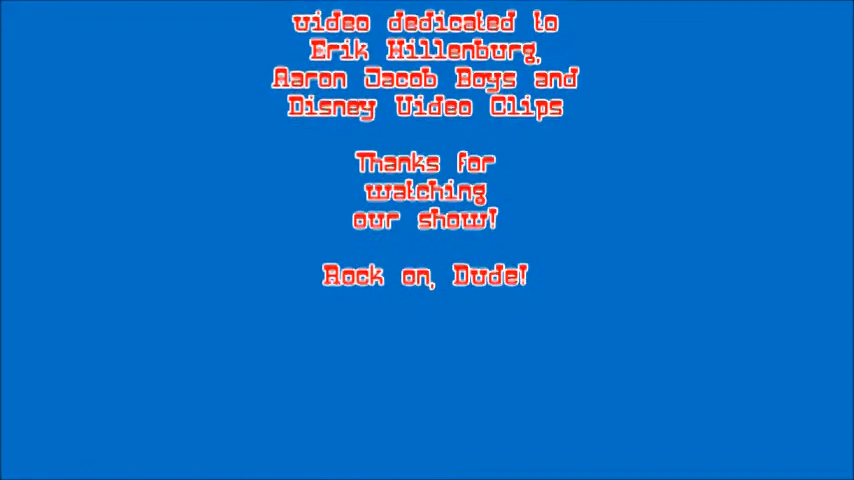 video dedicated to
Erik Hillenburg,
Aaron Jacob Boys and
Disney Video Clips
Thanks for
watching
our show!
Rock on, Dude!